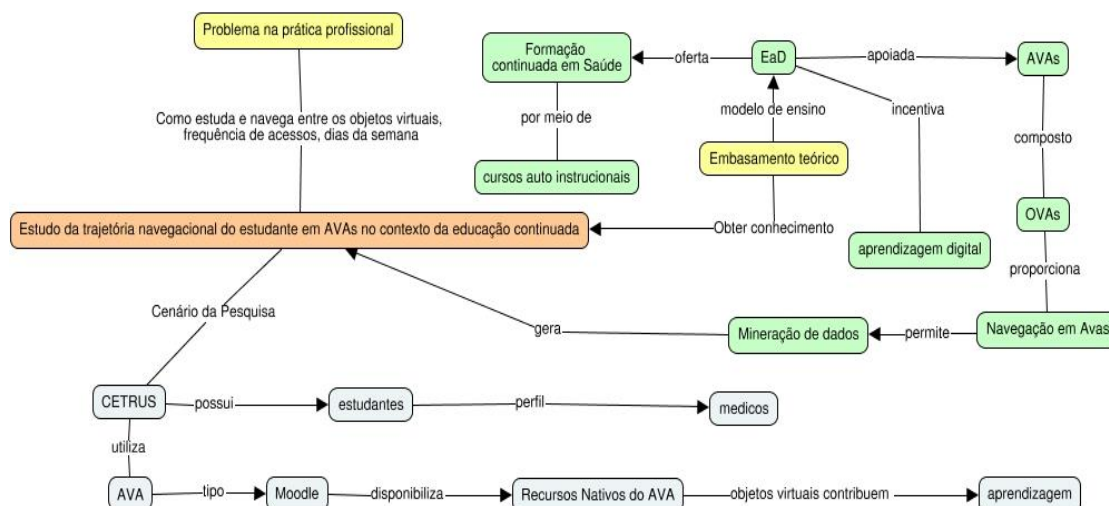 Problema na prática profissional
Formação
continuada em Saúde
oferta
EaD
apoiada
AVAs
por meio de
modelo de ensino
incentiva
composto
Como estuda e navega entre os objetos virtuais,
frequência de acessos, dias da semana
cursos auto instrucionais
Embasamento teórico
OVAs
Estudo da trajetória navegacional do estudante em AVAs no contexto da educação continuada
Obter conhecimento
aprendizagem digital
proporciona
Cenário da Pesquisa
gera
Mineração de dados
permite
Navegação em Avas
CETRUS
possui
estudantes
perfil
medicos
utiliza
AVA
tipo
Moodle
disponibiliza
Recursos Nativos do AVA
objetos virtuais contribuem
aprendizagem